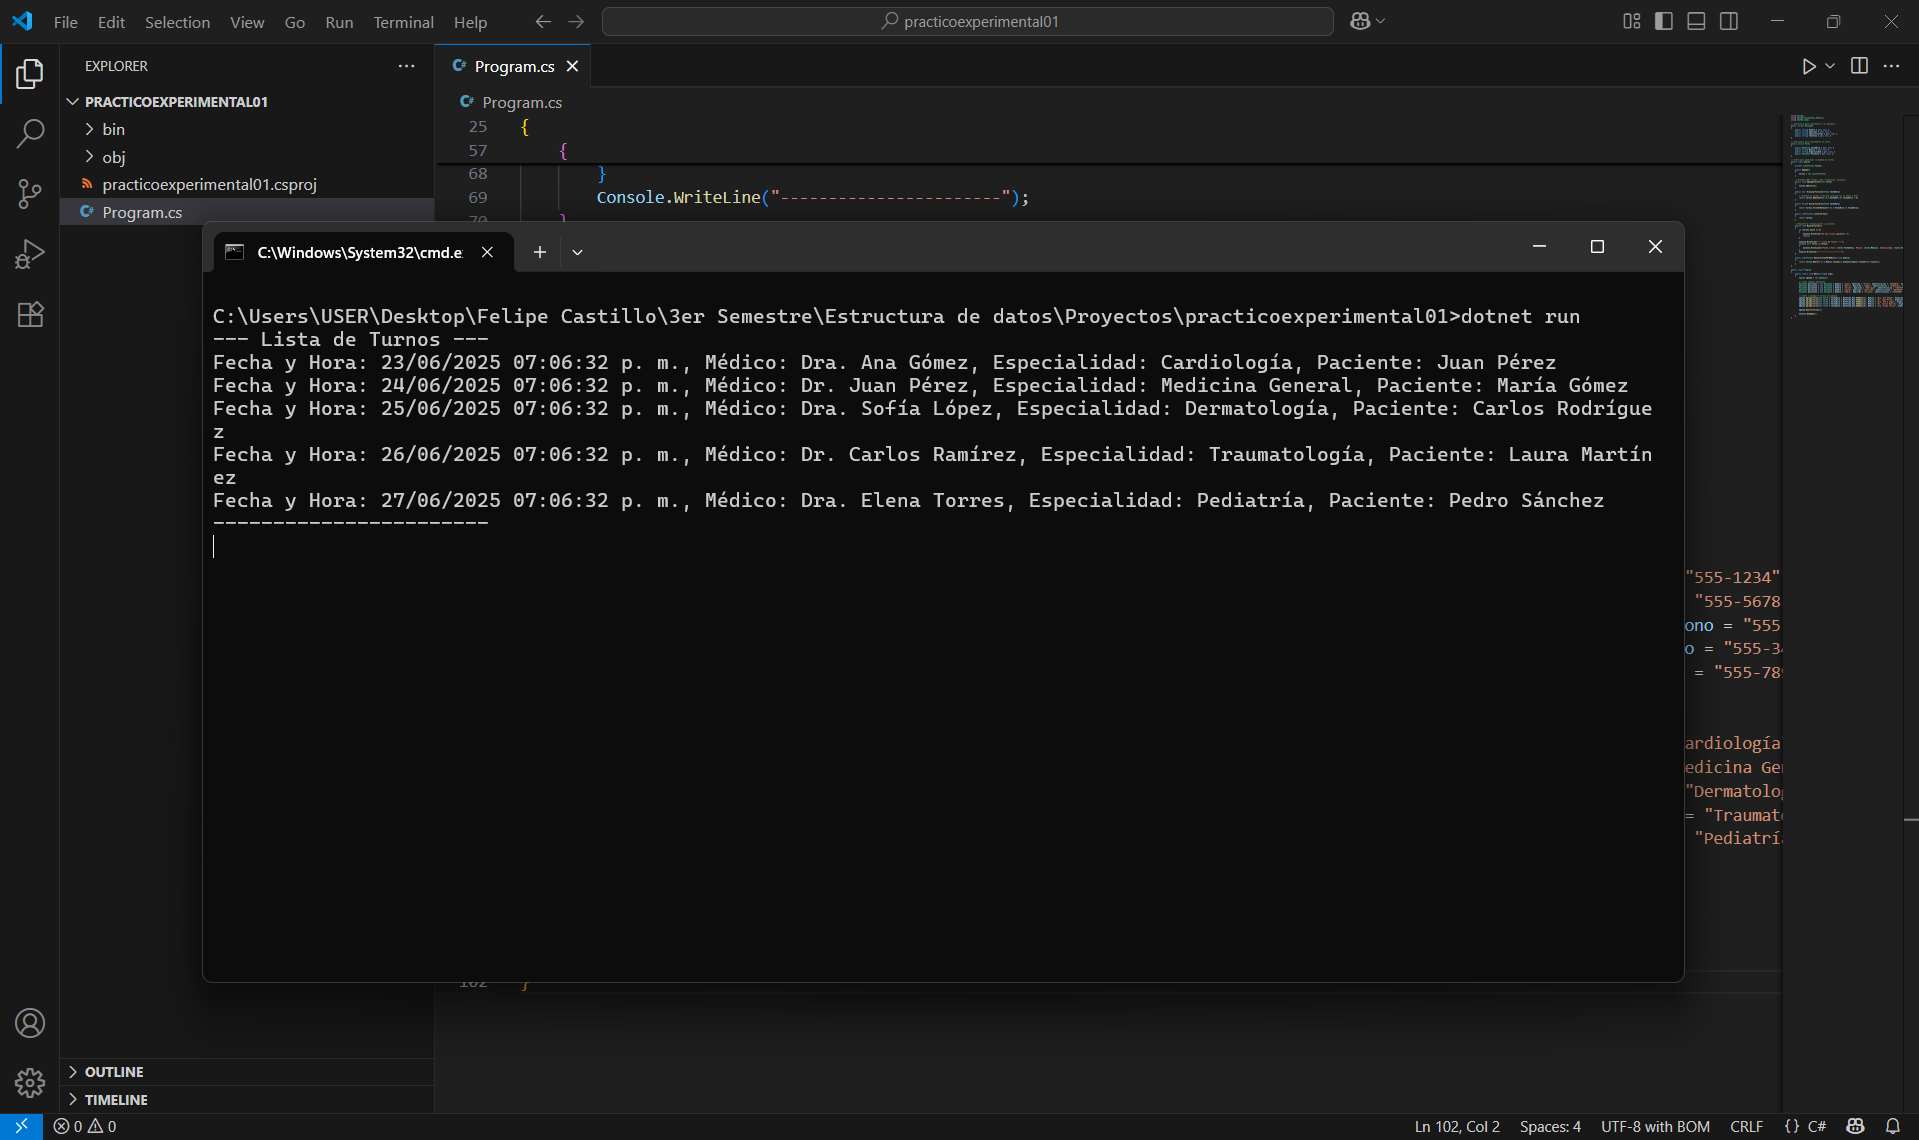 File Edit Selection View Go Run Terminal Help
practicoexperimental01
EXPLORER
PRACTICOEXPERIMENTAL01
bin
obj
practicoexperimental01.csproj
Program.cs
Program.cs
Program.cs
25 {
57 {
68 }
69 Console.WriteLine("-----------------------");
70 }
C:\Windows\System32\cmd.e
C:\Users\USER\Desktop\Felipe Castillo\3er Semestre\Estructura de datos\Proyectos\practicoexperimental01>dotnet run
--- Lista de Turnos ---
Fecha y Hora: 23/06/2025 07:06:32 p. m., Médico: Dra. Ana Gómez, Especialidad: Cardiología, Paciente: Juan Pérez
Fecha y Hora: 24/06/2025 07:06:32 p. m., Médico: Dr. Juan Pérez, Especialidad: Medicina General, Paciente: María Gómez
Fecha y Hora: 25/06/2025 07:06:32 p. m., Médico: Dra. Sofía López, Especialidad: Dermatología, Paciente: Carlos Rodrígue
z
Fecha y Hora: 26/06/2025 07:06:32 p. m., Médico: Dr. Carlos Ramírez, Especialidad: Traumatología, Paciente: Laura Martín
ez
Fecha y Hora: 27/06/2025 07:06:32 p. m., Médico: Dra. Elena Torres, Especialidad: Pediatría, Paciente: Pedro Sánchez
-----------------------
"555-1234"
"555-5678
ono = "555
o = "555-34
= "555-789
ardiología
edicina Ge
"Dermatolo
= "Traumat
"Pediatrí
102 }
OUTLINE
TIMELINE
0 0
Ln 102, Col 2 Spaces: 4 UTF-8 with BOM CRLF {} C#